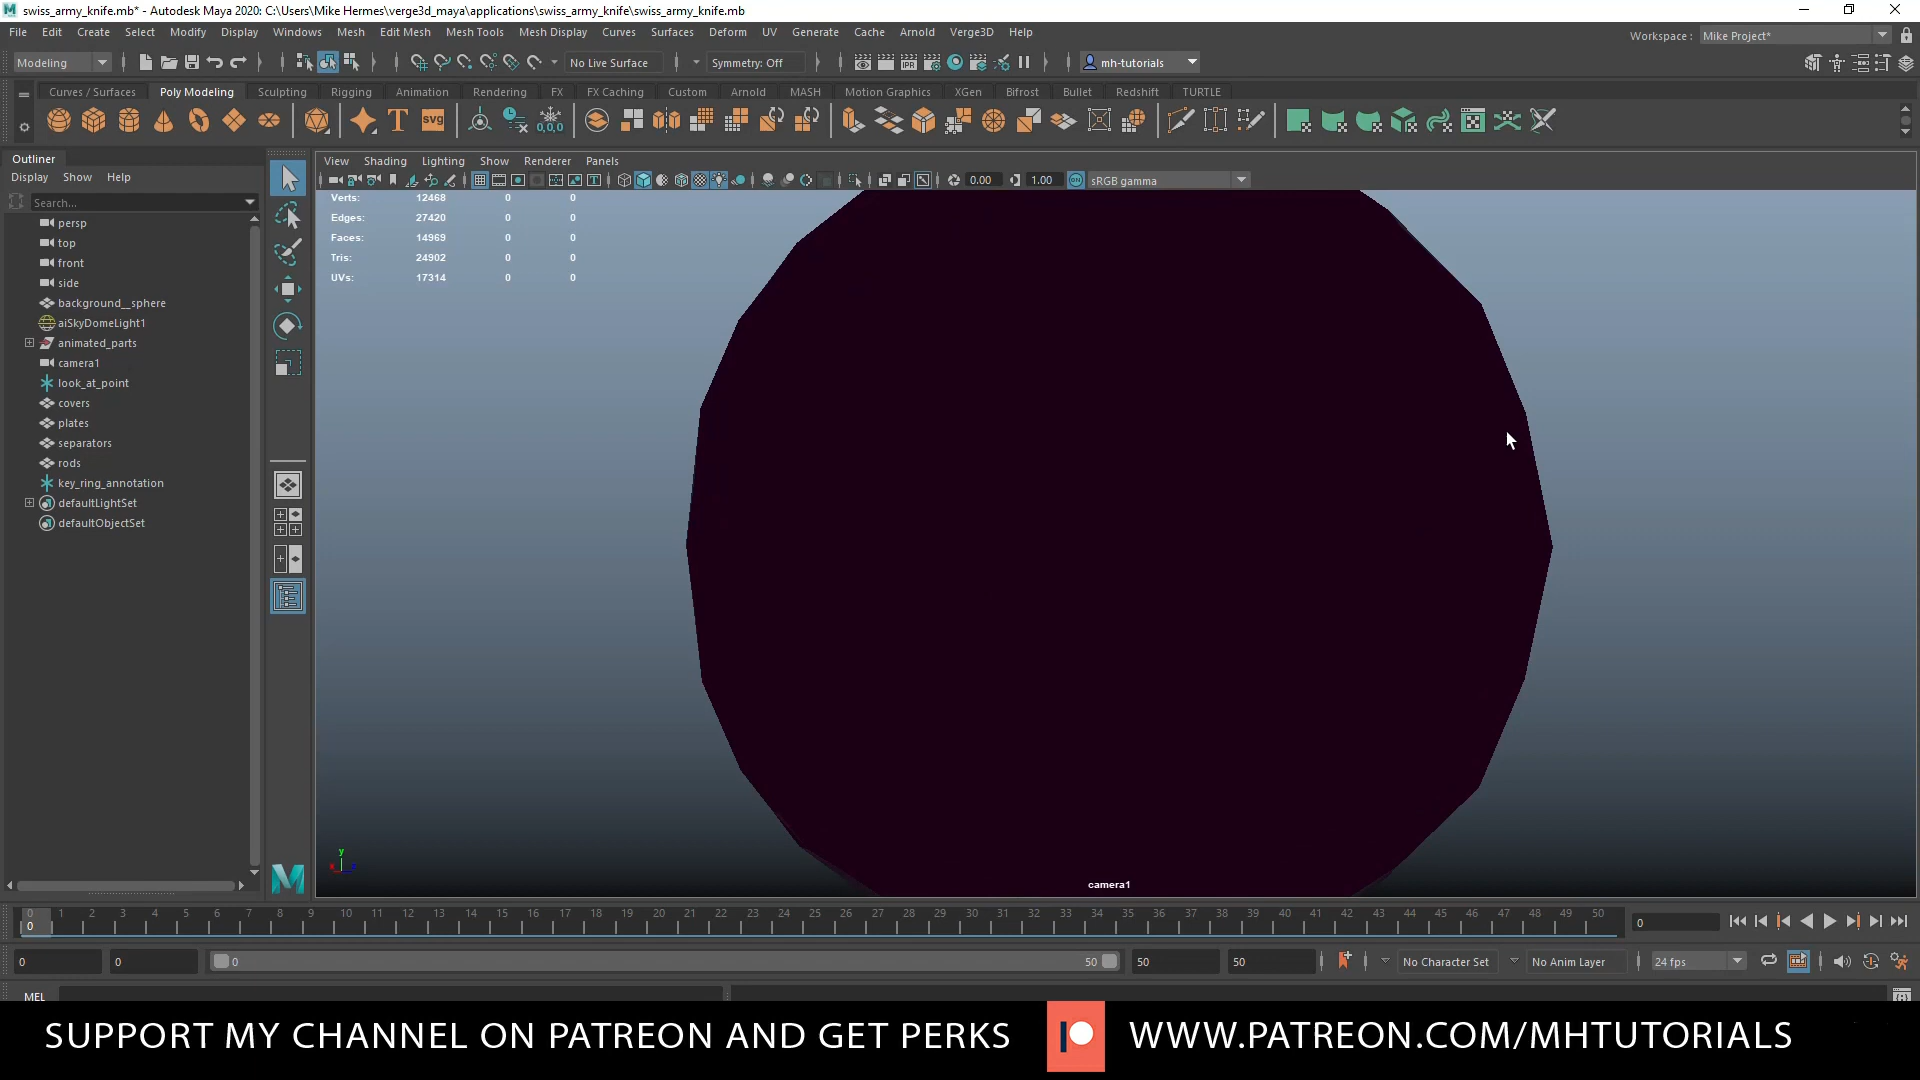 swiss_army_knife.mb* - Autodesk Maya 2020: C:\Users\Mike Hermes\verge3d_maya\applications\swiss_army_knife\swiss_army_knife.mb
File Edit Create Select Modify Display Windows Mesh Edit Mesh Mesh Tools Mesh Display Curves Surfaces Deform UV Generate Cache Arnold Verge3D Help Workspace : Mike Project*
Modeling No Live Surface Symmetry: Off IPR mh-tutorials
Curves / Surfaces Poly Modeling Sculpting Rigging Animation Rendering FX FX Caching Custom Arnold MASH Motion Graphics XGen Bifrost Bullet Redshift TURTLE
T svg 0,0,0
Outliner
View Shading Lighting Show Renderer Panels
Display Show Help
0.00 1.00 ON sRGB gamma
Search...
Verts: 12468 0 0
Edges: 27420 0 0
Faces: 14969 0 0
Tris: 24902 0 0
UVs: 17314 0 0
persp
top
front
side
background__sphere
aiSkyDomeLight1
animated_parts
camera1
look_at_point
covers
plates
separators
rods
key_ring_annotation
defaultLightSet
defaultObjectSet
y
camera1
0 1 2 3 4 5 6 7 8 9 10 11 12 13 14 15 16 17 18 19 20 21 22 23 24 25 26 27 28 29 30 31 32 33 34 35 36 37 38 39 40 41 42 43 44 45 46 47 48 49 50
0 0
0 0 0 50 50 50 No Character Set No Anim Layer 24 fps
MEL
SUPPORT MY CHANNEL ON PATREON AND GET PERKS WWW.PATREON.COM/MHTUTORIALS